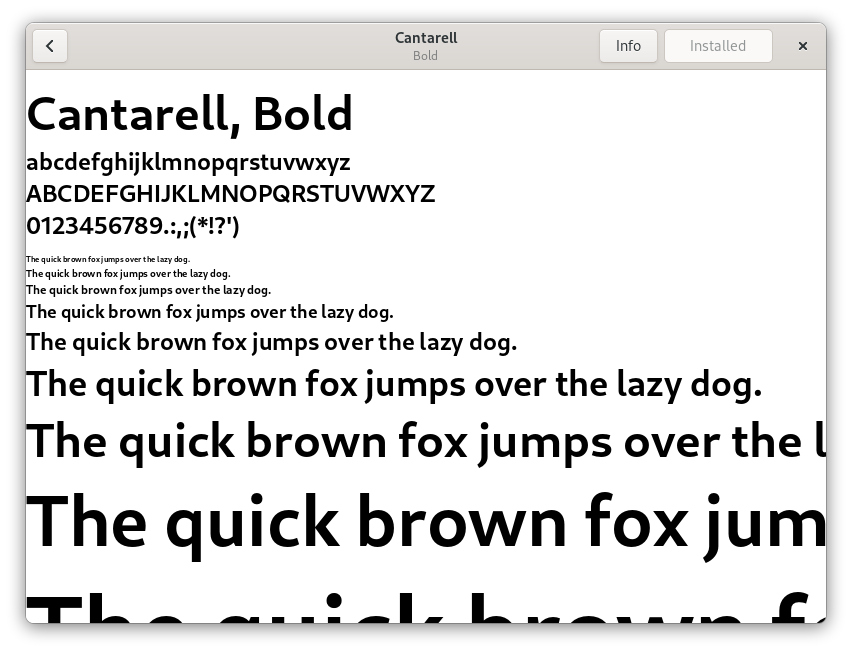 Cantarell
Bold
Info
Installed
Cantarell, Bold
abcdefghijklmnopqrstuvwxyz
ABCDEFGHIJKLMNOPQRSTUVWXYZ
0123456789.:,;(*!?')
The quick brown fox jumps over the lazy dog.
The quick brown fox jumps over the lazy dog.
The quick brown fox jumps over the lazy dog.
The quick brown fox jumps over the lazy dog.
The quick brown fox jumps over the lazy dog.
The quick brown fox jumps over the lazy dog.
The quick brown fox jumps over the l
The quick brown fox jum
The quick brown fo